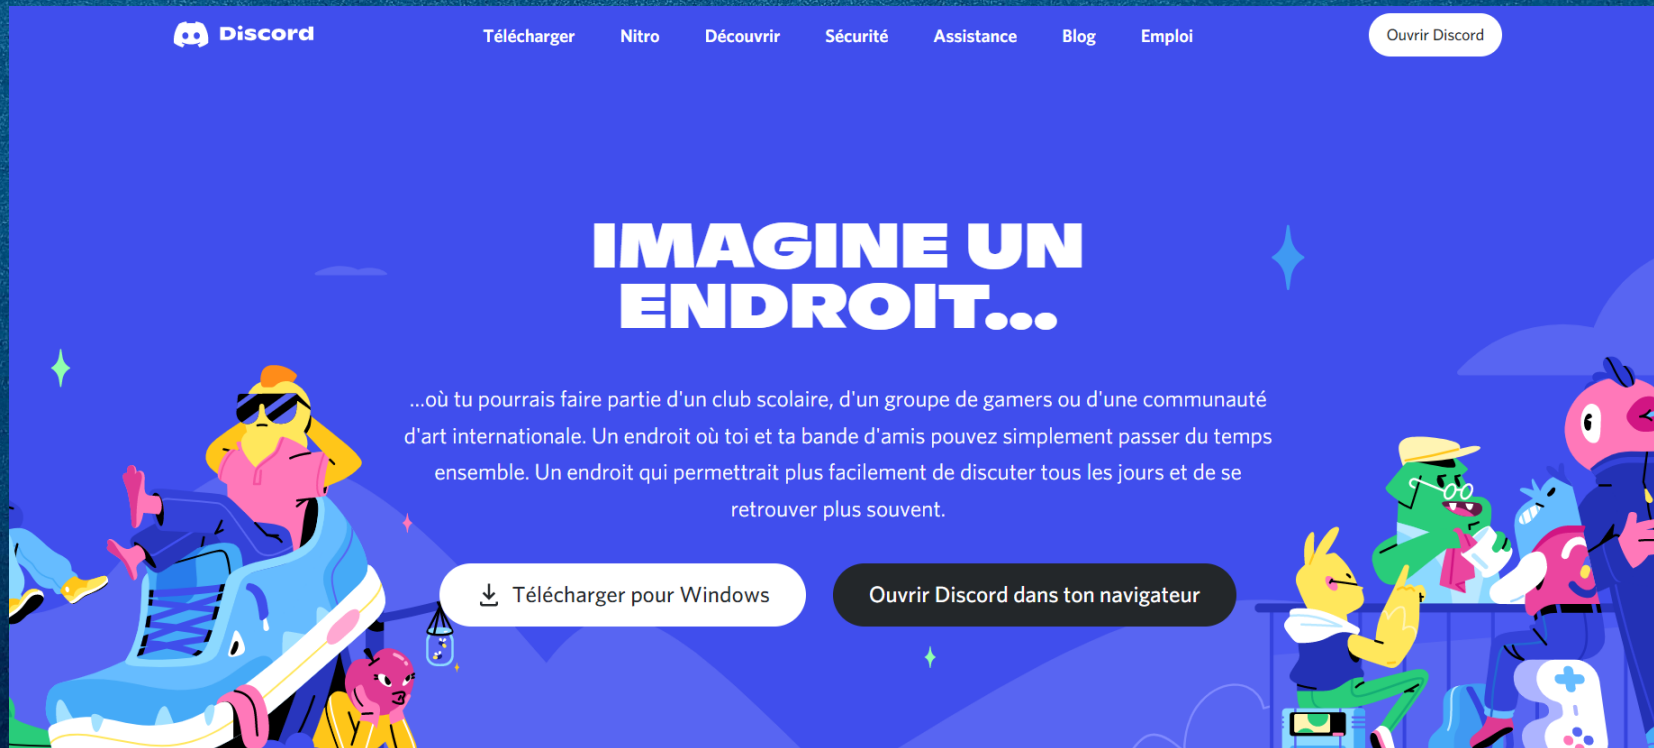 Discord
Télécharger
Nitro
Découvrir
Sécurité
Assistance
Blog
Emploi
Ouvrir Discord
IMAGINE UN
ENDROIT...
...où tu pourrais faire partie d'un club scolaire, d'un groupe de gamers ou d'une communauté
d'art internationale. Un endroit où toi et ta bande d'amis pouvez simplement passer du temps
ensemble. Un endroit qui permettrait plus facilement de discuter tous les jours et de se
retrouver plus souvent.
Télécharger pour Windows
Ouvrir Discord dans ton navigateur